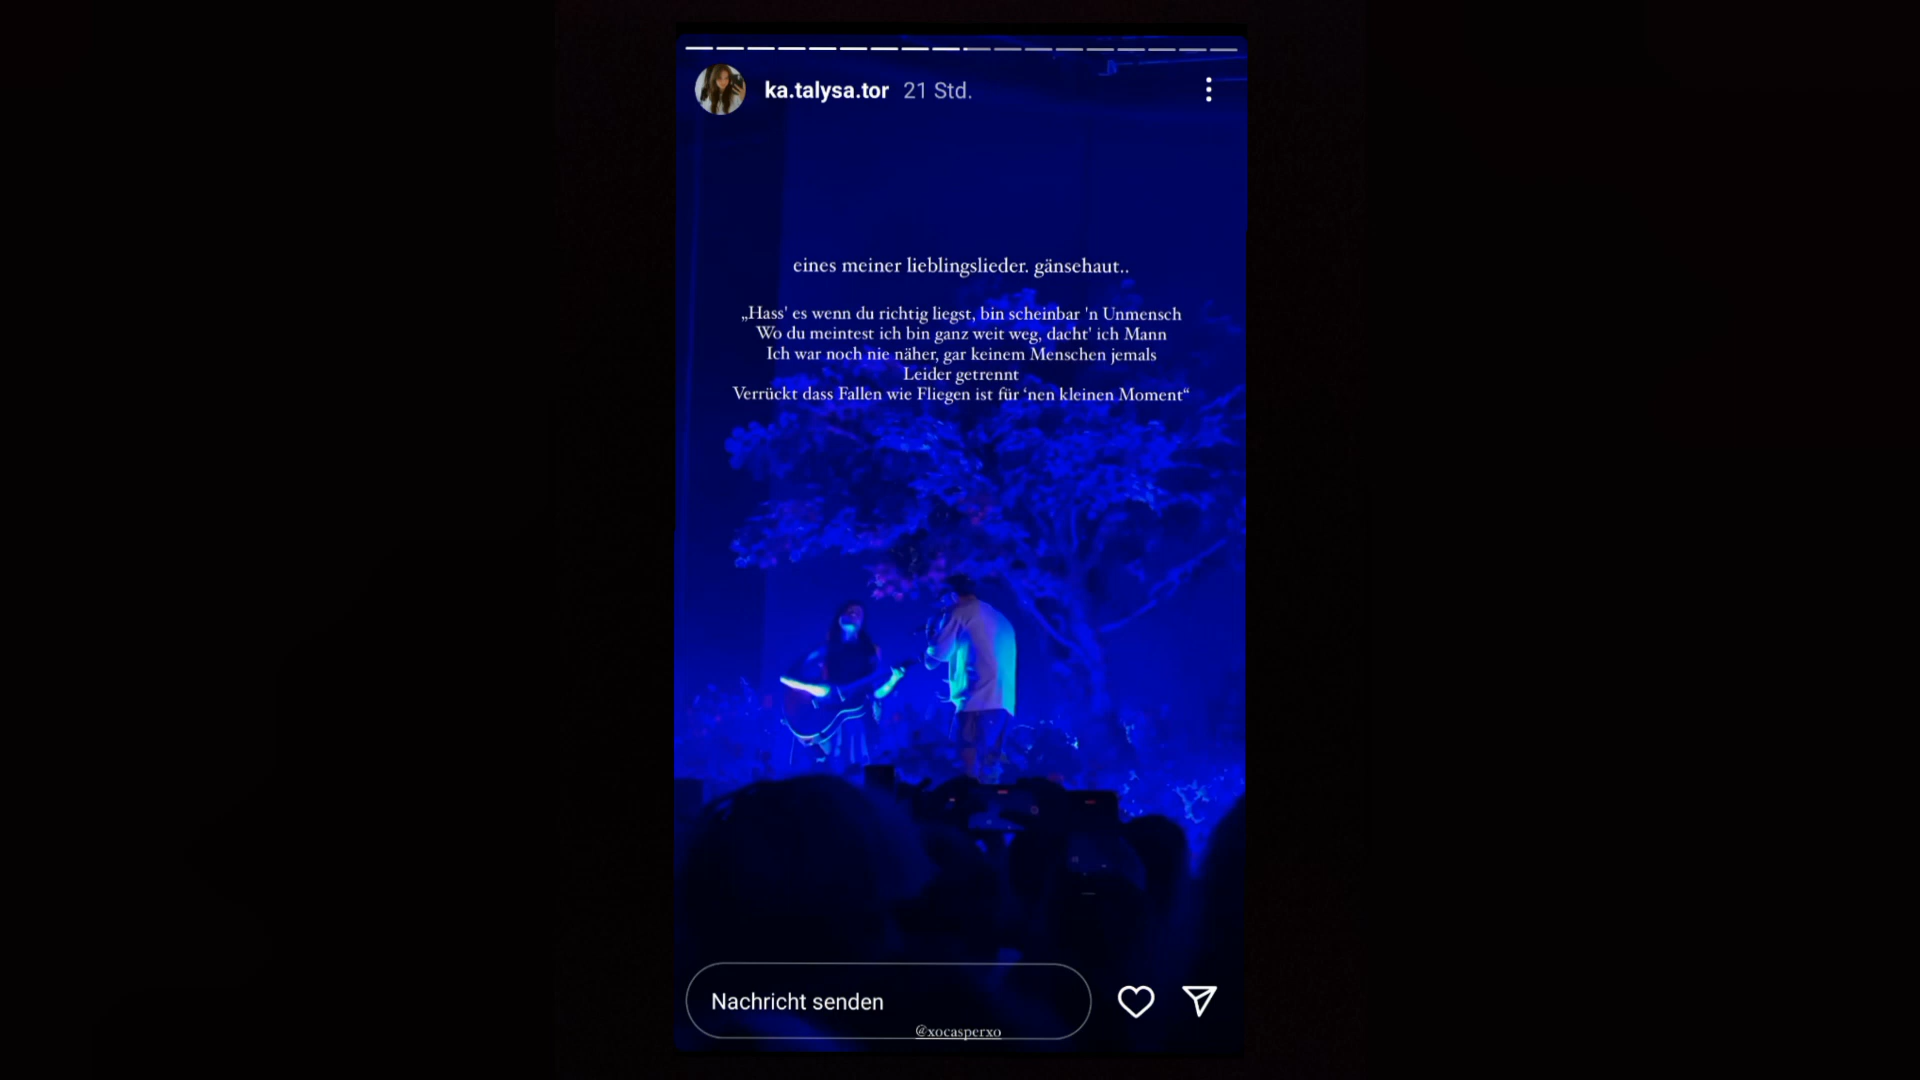 ka.talysa.tor 21 Std.
eines meiner lieblingslieder. gänsehaut..
„Hass' es wenn du richtig liegst, bin scheinbar 'n Unmensch
Wo du meintest ich bin ganz weit weg, dacht' ich Mann
Ich war noch nie näher, gar keinem Menschen jemals
Leider getrennt
Verrückt dass Fallen wie Fliegen ist für ‘nen kleinen Moment“
Nachricht senden
@xocasperxo